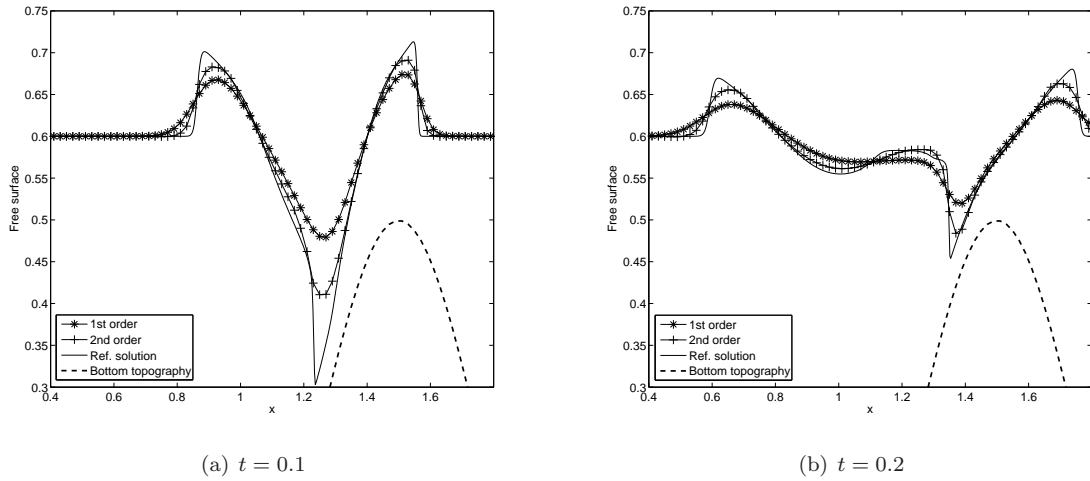 0.75
0.7
0.65
0.6
0.55
0.5
0.45
0.4
0.35
0.3
Free surface
1st order
2nd order
Ref. solution
Bottom topography
0.4 0.6 0.8 1 1.2 1.4 1.6
x
(a) t = 0.1
0.75
0.7
0.65
0.6
0.55
0.5
0.45
0.4
0.35
0.3
Free surface
1st order
2nd order
Ref. solution
Bottom topography
0.4 0.6 0.8 1 1.2 1.4 1.6
x
(b) t = 0.2